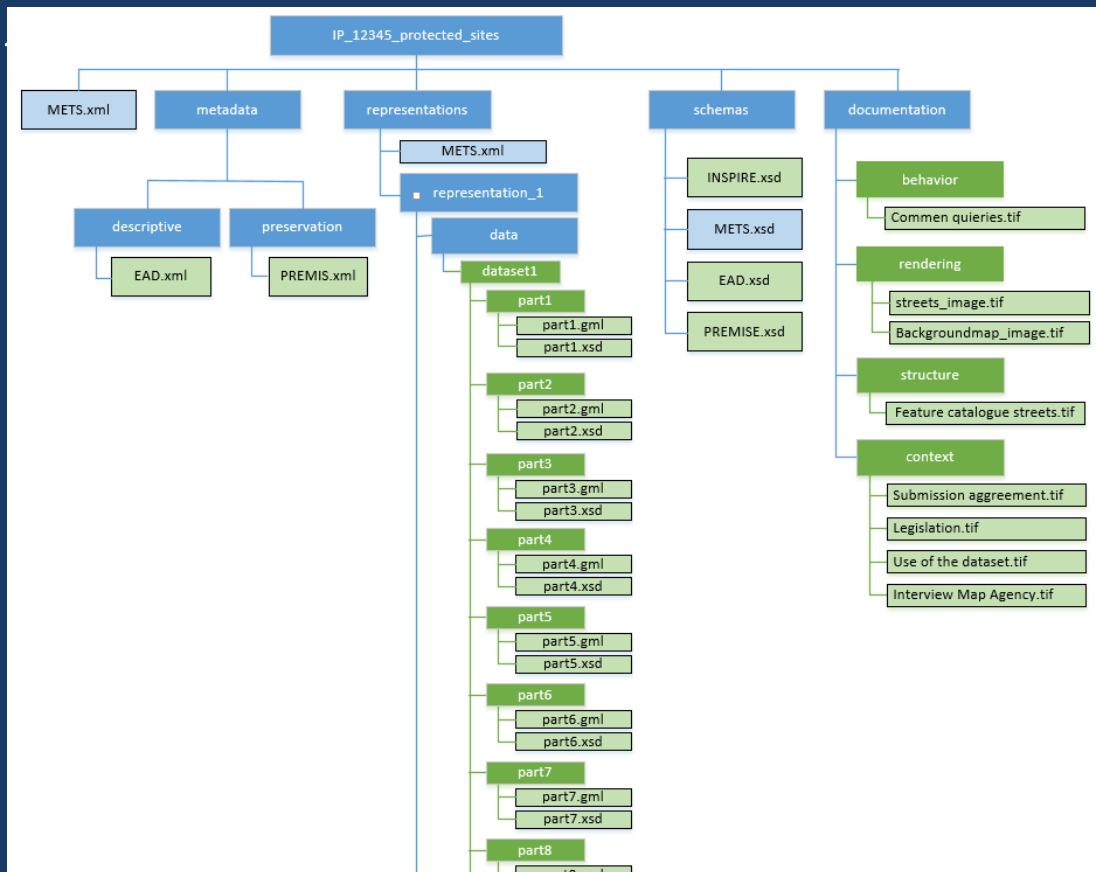 IP_12345_protected_sites
METS.xml
metadata
representations
schemas
documentation
descriptive
preservation
EAD.xml
PREMIS.xml
METS.xml
representation_1
data
dataset1
part1
part1.gml
part1.xsd
part2
part2.gml
part2.xsd
part3
part3.gml
part3.xsd
part4
part4.gml
part4.xsd
part5
part5.gml
part5.xsd
part6
part6.gml
part6.xsd
part7
part7.gml
part7.xsd
part8
INSPIRE.xsd
METS.xsd
EAD.xsd
PREMISE.xsd
behavior
Commen quieries.tif
rendering
streets_image.tif
Backgroundmap_image.tif
structure
Feature catalogue streets.tif
context
Submission aggreement.tif
Legislation.tif
Use of the dataset.tif
Interview Map Agency.tif